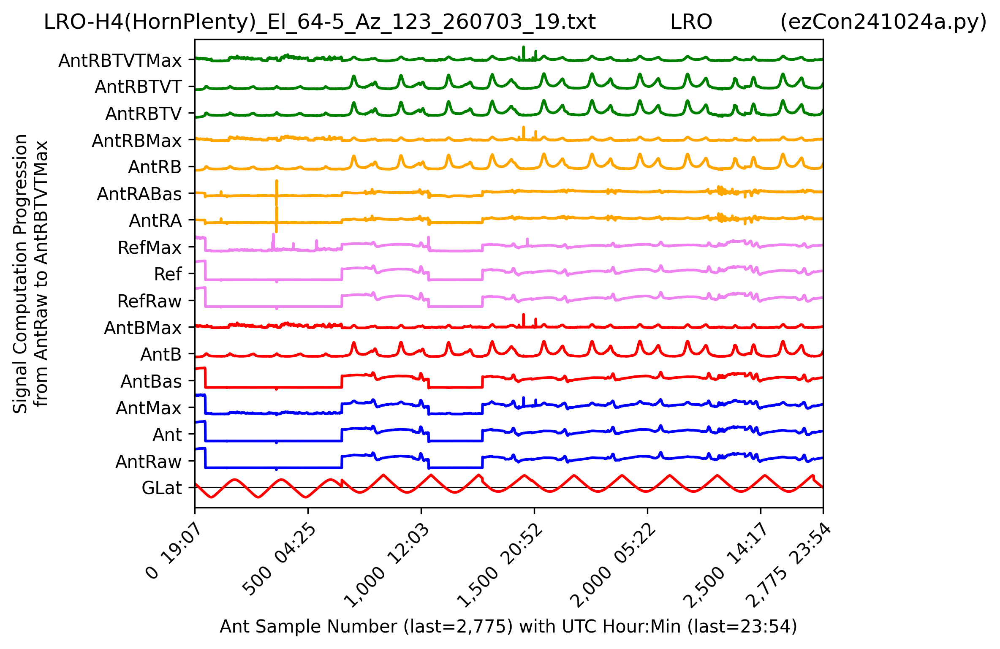 LRO-H4(HornPlenty)_El_64-5_Az_123_260703_19.txt LRO (ezCon241024a.py)
Signal Computation Progression
from AntRaw to AntRBTVTMax
AntRBTVTMax
AntRBTVT
AntRBTV
AntRBMax
AntRB
AntRABas
AntRA
RefMax
Ref
RefRaw
AntBMax
AntB
AntBas
AntMax
Ant
AntRaw
GLat
0 19:07
500 04:25
1,000 12:03
1,500 20:52
2,000 05:22
2,500 14:17
2,775 23:54
Ant Sample Number (last=2,775) with UTC Hour:Min (last=23:54)